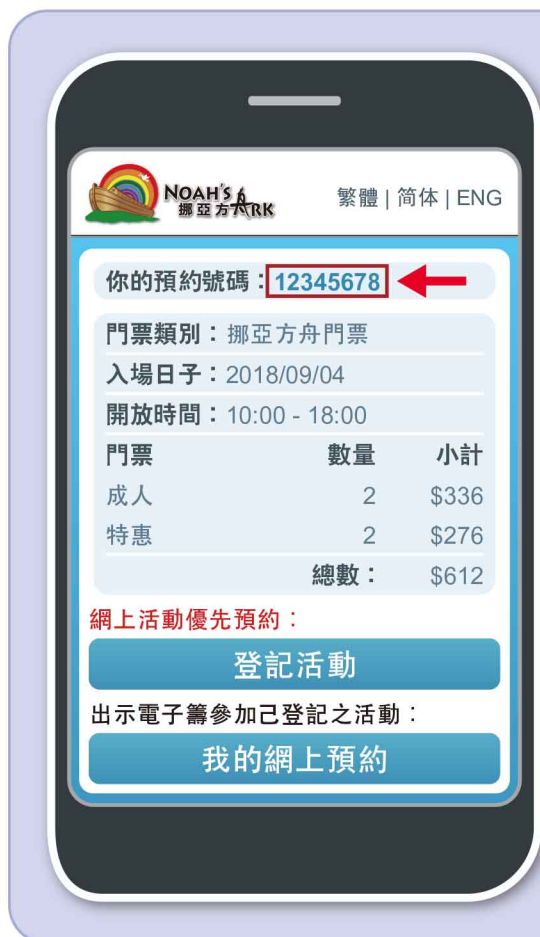 NOAH'S ARK
挪亞方
繁體 | 简体 | ENG
你的預約號碼：12345678
門票類別：挪亞方舟門票
入場日子：2018/09/04
開放時間：10:00 - 18:00
門票 數量 小計
成人 2 $336
特惠 2 $276
總數： $612
網上活動優先預約：
登記活動
出示電子籌參加己登記之活動：
我的網上預約